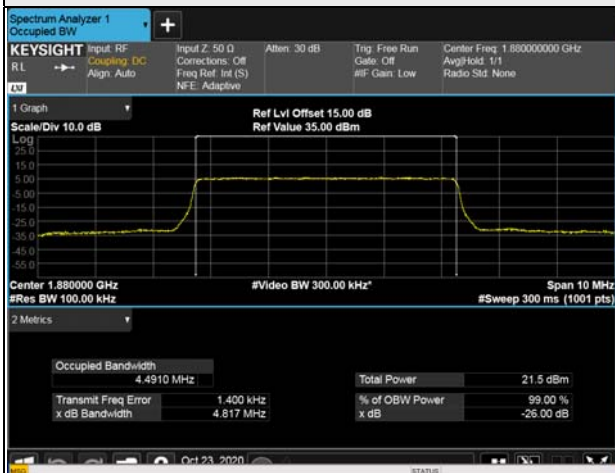 Spectrum Analyzer 1
Occupied BW
+
KEYSIGHT Input: RF Input Z: 50 Ω Atten: 30 dB Trig: Free Run Center Freq: 1.880000000 GHz
RL Coupling: DC Corrections: Off Gate: Off Avg|Hold: 1/1
Align: Auto Freq Ref: Int (S) #IF Gain: Low Radio Std: None
LXI NFE: Adaptive
1 Graph Ref Lvl Offset 15.00 dB
Scale/Div 10.0 dB Ref Value 35.00 dBm
Log
25.0
15.0
5.00
-5.00
-15.0
-25.0
-35.0
-45.0
-55.0
Center 1.880000 GHz #Video BW 300.00 kHz* Span 10 MHz
#Res BW 100.00 kHz #Sweep 300 ms (1001 pts)
2 Metrics
Occupied Bandwidth
4.4910 MHz Total Power 21.5 dBm
Transmit Freq Error 1.400 kHz % of OBW Power 99.00 %
x dB Bandwidth 4.817 MHz x dB -26.00 dB
Oct 23, 2020
MSG STATUS